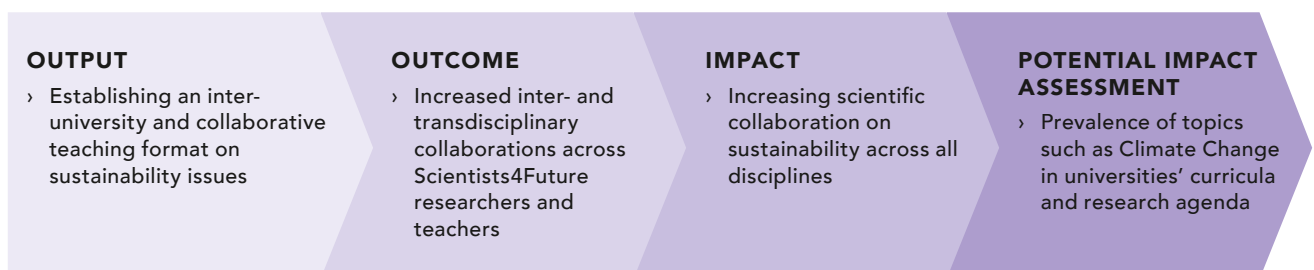 OUTPUT
› Establishing an inter-
university and collaborative
teaching format on
sustainability issues
OUTCOME
› Increased inter- and
transdisciplinary
collaborations across
Scientists4Future
researchers and
teachers
IMPACT
› Increasing scientific
collaboration on
sustainability across all
disciplines
POTENTIAL IMPACT
ASSESSMENT
› Prevalence of topics
such as Climate Change
in universities’ curricula
and research agenda